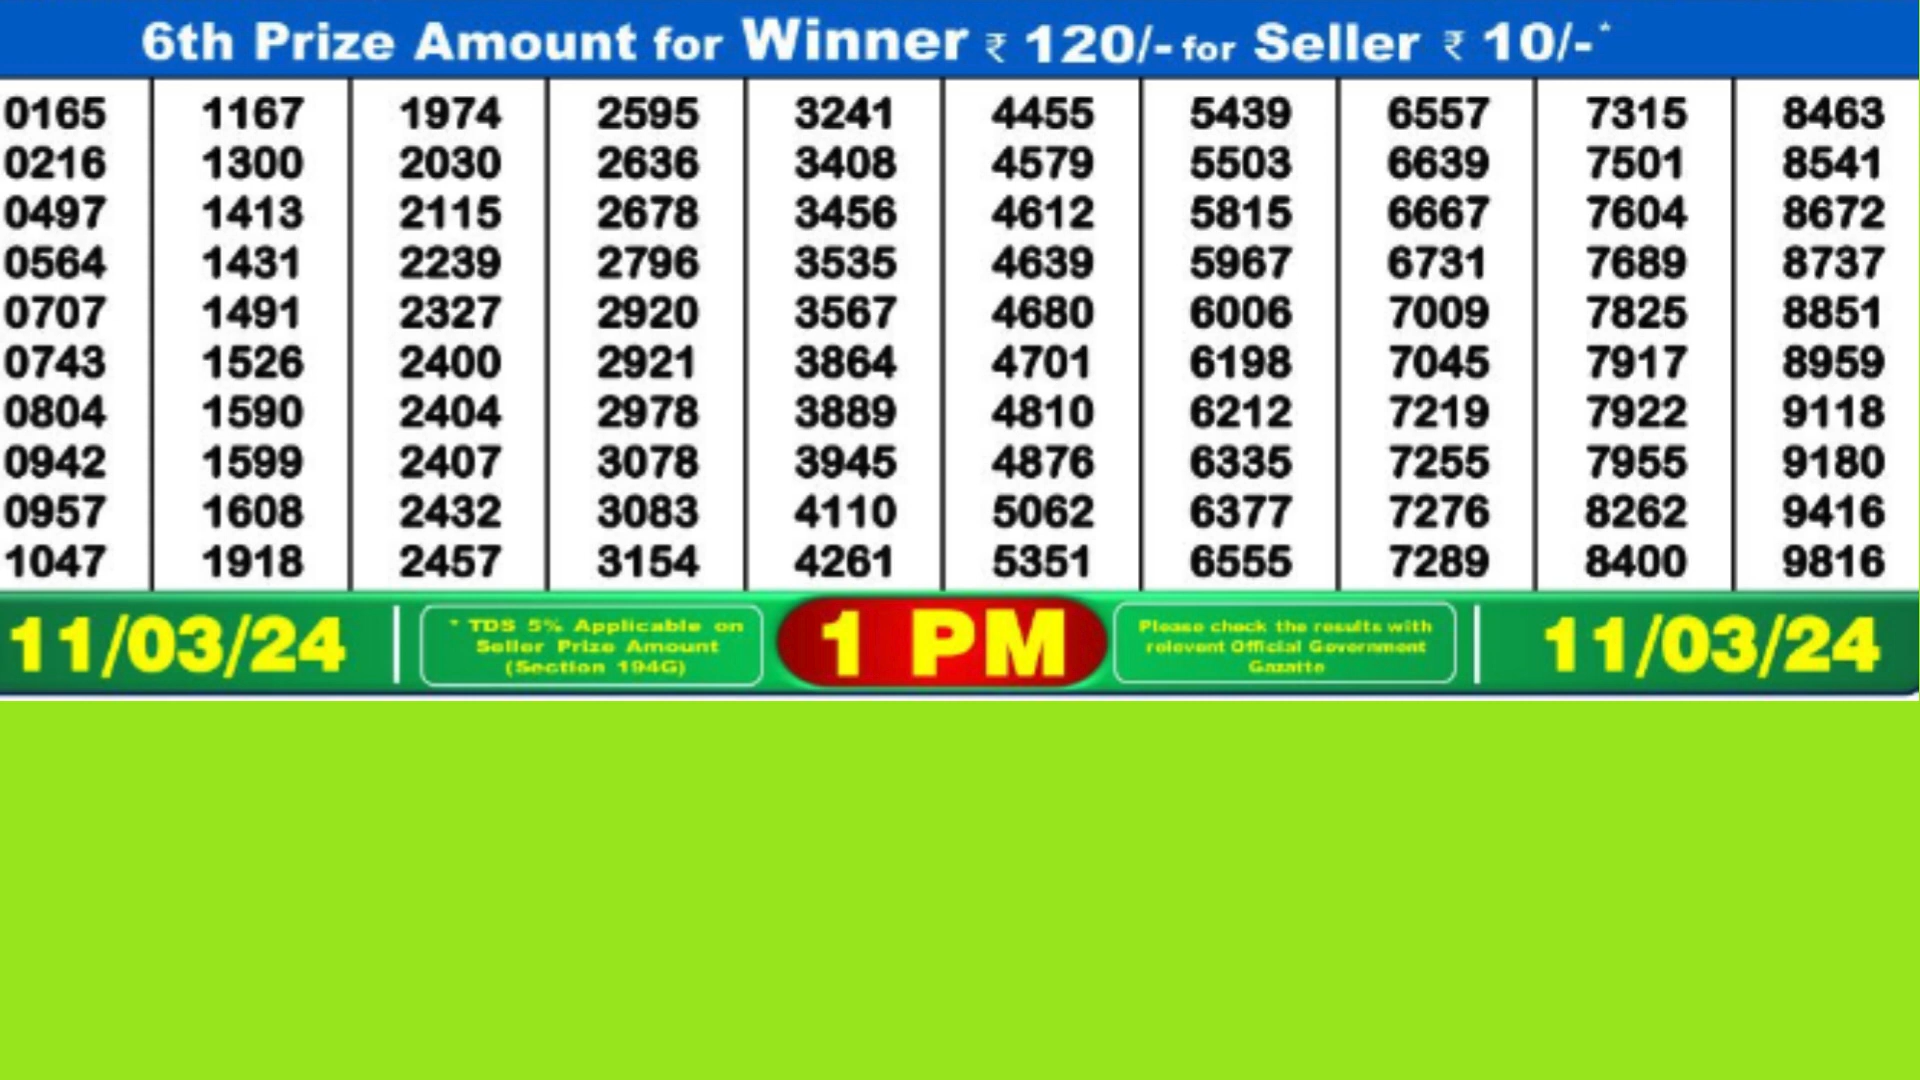 6th Prize Amount for Winner ₹ 120/- for Seller ₹ 10/-*
0165 1167 1974 2595 3241 4455 5439 6557 7315 8463
0216 1300 2030 2636 3408 4579 5503 6639 7501 8541
0497 1413 2115 2678 3456 4612 5815 6667 7604 8672
0564 1431 2239 2796 3535 4639 5967 6731 7689 8737
0707 1491 2327 2920 3567 4680 6006 7009 7825 8851
0743 1526 2400 2921 3864 4701 6198 7045 7917 8959
0804 1590 2404 2978 3889 4810 6212 7219 7922 9118
0942 1599 2407 3078 3945 4876 6335 7255 7955 9180
0957 1608 2432 3083 4110 5062 6377 7276 8262 9416
1047 1918 2457 3154 4261 5351 6555 7289 8400 9816
11/03/24
* TDS 5% Applicable on
Seller Prize Amount
(Section 194G)
1 PM
Please check the results with
relevent Official Government
Gazatte
11/03/24